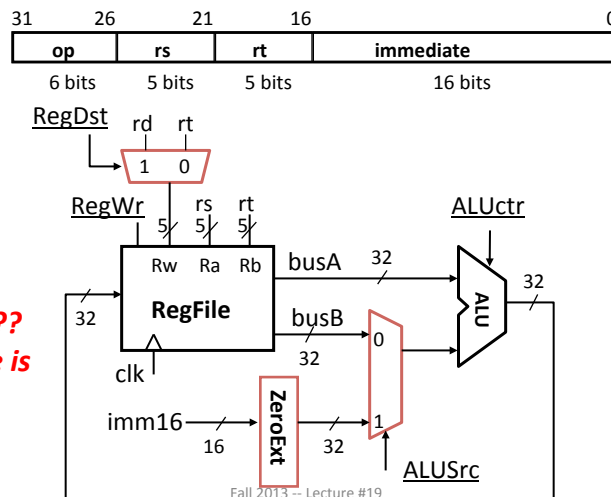 31 26 21 16 0
op rs rt immediate
6 bits 5 bits 5 bits 16 bits
RegDst rd rt
1 0
RegWr rs rt ALUctr
5 5 5
Rw Ra Rb busA 32 32
RegFile ALU
32 busB
?? 32 0
e is
clk
imm16 16 ZeroExt 32 1
ALUSrc
Fall 2013 -- Lecture #19